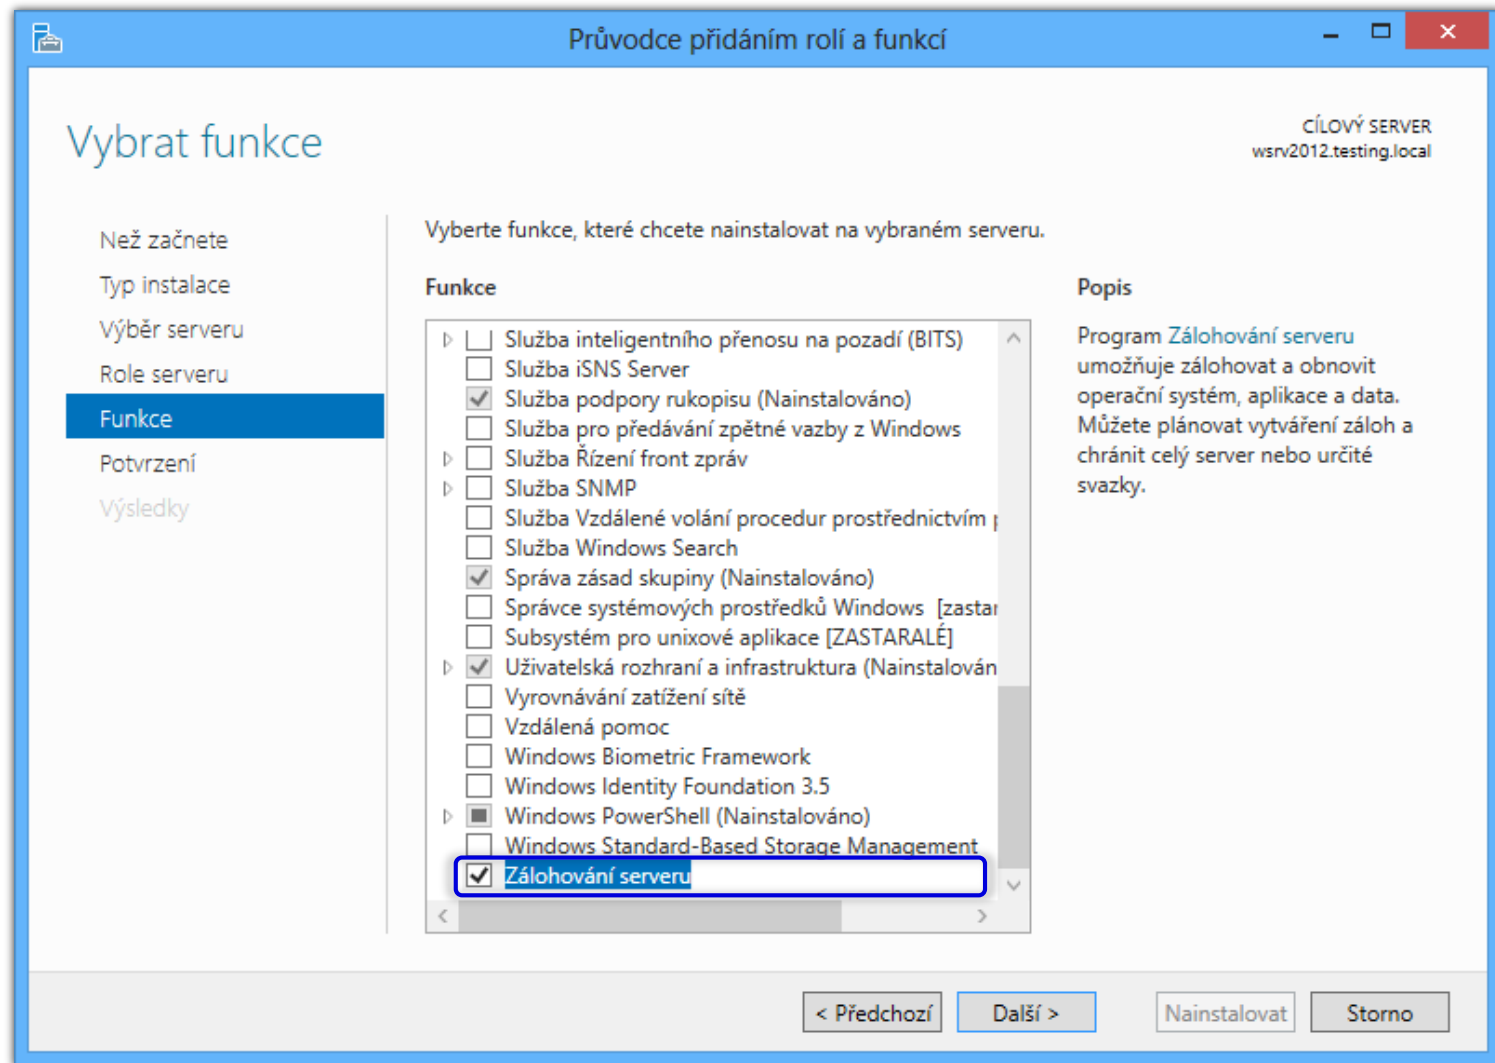 Průvodce přidáním rolí a funkcí
Vybrat funkce
CÍLOVÝ SERVER
wsrv2012.testing.local
Než začnete
Typ instalace
Výběr serveru
Role serveru
Funkce
Potvrzení
Výsledky
Vyberte funkce, které chcete nainstalovat na vybraném serveru.
Funkce
Služba inteligentního přenosu na pozadí (BITS)
Služba iSNS Server
Služba podpory rukopisu (Nainstalováno)
Služba pro předávání zpětné vazby z Windows
Služba Řízení front zpráv
Služba SNMP
Služba Vzdálené volání procedur prostřednictvím p
Služba Windows Search
Správa zásad skupiny (Nainstalováno)
Správce systémových prostředků Windows  [zastar
Subsystém pro unixové aplikace [ZASTARALÉ]
Uživatelská rozhraní a infrastruktura (Nainstalován
Vyrovnávání zatížení sítě
Vzdálená pomoc
Windows Biometric Framework
Windows Identity Foundation 3.5
Windows PowerShell (Nainstalováno)
Windows Standard-Based Storage Management
Zálohování serveru
Popis
Program Zálohování serveru
umožňuje zálohovat a obnovit
operační systém, aplikace a data.
Můžete plánovat vytváření záloh a
chránit celý server nebo určité
svazky.
< Předchozí
Další >
Nainstalovat
Storno